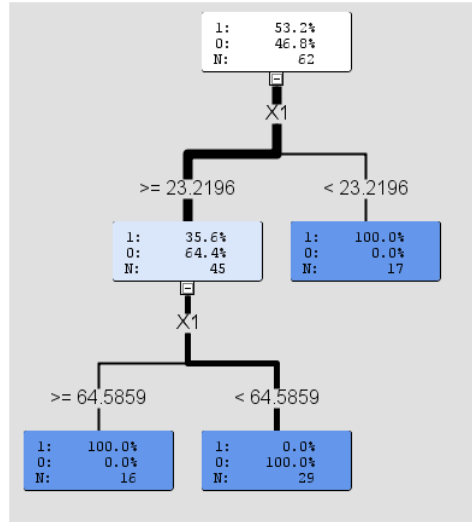 1: 53.2%
0: 46.8%
N: 62
X1
>= 23.2196 < 23.2196
1: 35.6%
0: 64.4%
N: 45
1: 100.0%
0: 0.0%
N: 17
X1
>= 64.5859 < 64.5859
1: 100.0%
0: 0.0%
N: 16
1: 0.0%
0: 100.0%
N: 29